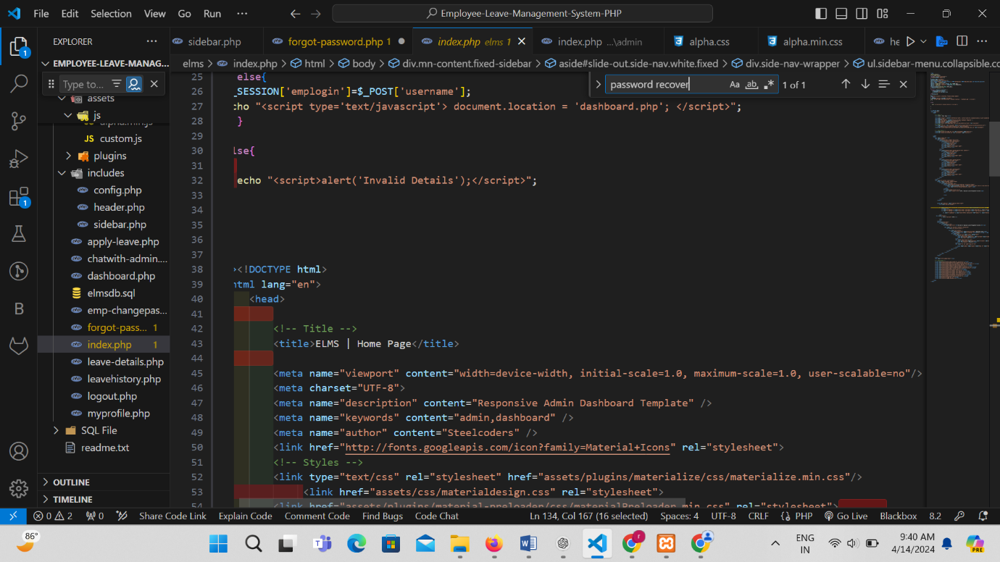 File Edit Selection View Go Run ··· Employee-Leave-Management-System-PHP
EXPLORER ···
sidebar.php forgot-password.php 1 index.php elms 1 index.php ...\admin alpha.css alpha.min.css he
EMPLOYEE-LEAVE-MANAG...
elms > index.php > html > body > div.mn-content.fixed-sidebar > aside#slide-out.side-nav.white.fixed > div.side-nav-wrapper > ul.sidebar-menu.collapsible.co
Type to...
password recover Aa ab 1 of 1
assets
js
alpha.min.js
JS custom.js
plugins
includes
config.php
header.php
sidebar.php
apply-leave.php
chatwith-admin....
dashboard.php
elmsdb.sql
emp-changepas...
forgot-pass... 1
index.php 1
leave-details.php
leavehistory.php
logout.php
myprofile.php
SQL File
readme.txt
OUTLINE
TIMELINE
25 else{
26 _SESSION['emplogin']=$_POST['username'];
27 cho "<script type='text/javascript'> document.location = 'dashboard.php'; </script>";
28 }
29
30 lse{
31
32 echo "<script>alert('Invalid Details');</script>";
33
34
35
36
37
38 ><!DOCTYPE html>
39 html lang="en">
40 <head>
41
42 <!-- Title -->
43 <title>ELMS | Home Page</title>
44
45 <meta name="viewport" content="width=device-width, initial-scale=1.0, maximum-scale=1.0, user-scalable=no"/>
46 <meta charset="UTF-8">
47 <meta name="description" content="Responsive Admin Dashboard Template" />
48 <meta name="keywords" content="admin,dashboard" />
49 <meta name="author" content="Steelcoders" />
50 <link href="http://fonts.googleapis.com/icon?family=Material+Icons" rel="stylesheet">
51 <!-- Styles -->
52 <link type="text/css" rel="stylesheet" href="assets/plugins/materialize/css/materialize.min.css"/>
53 <link href="assets/css/materialdesign.css" rel="stylesheet">
54 <link href="assets/plugins/material-preloader/css/materialPreloader.min.css" rel="stylesheet">
0 2 0 Share Code Link Explain Code Comment Code Find Bugs Code Chat Ln 134, Col 167 (16 selected) Spaces: 4 UTF-8 CRLF {} PHP Go Live Blackbox 8.2
86° ENG IN 9:40 AM 4/14/2024 PRE